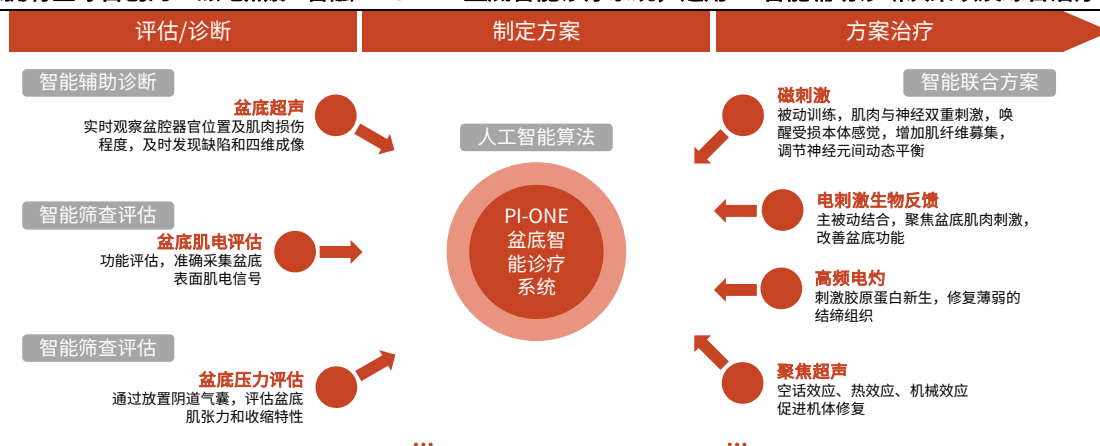 评估/诊断
制定方案
方案治疗
智能辅助诊断
盆底超声
实时观察盆腔器官位置及肌肉损伤
程度，及时发现缺陷和四维成像
智能筛查评估
盆底肌电评估
功能评估，准确采集盆底
表面肌电信号
智能筛查评估
盆底压力评估
通过放置阴道气囊，评估盆底
肌张力和收缩特性
人工智能算法
PI-ONE
盆底智
能诊疗
系统
智能联合方案
磁刺激
被动训练，肌肉与神经双重刺激，唤
醒受损本体感觉，增加肌纤维募集，
调节神经元间动态平衡
电刺激生物反馈
主被动结合，聚焦盆底肌肉刺激，
改善盆底功能
高频电灼
刺激胶原蛋白新生，修复薄弱的
结缔组织
聚焦超声
空话效应、热效应、机械效应
促进机体修复
...
...